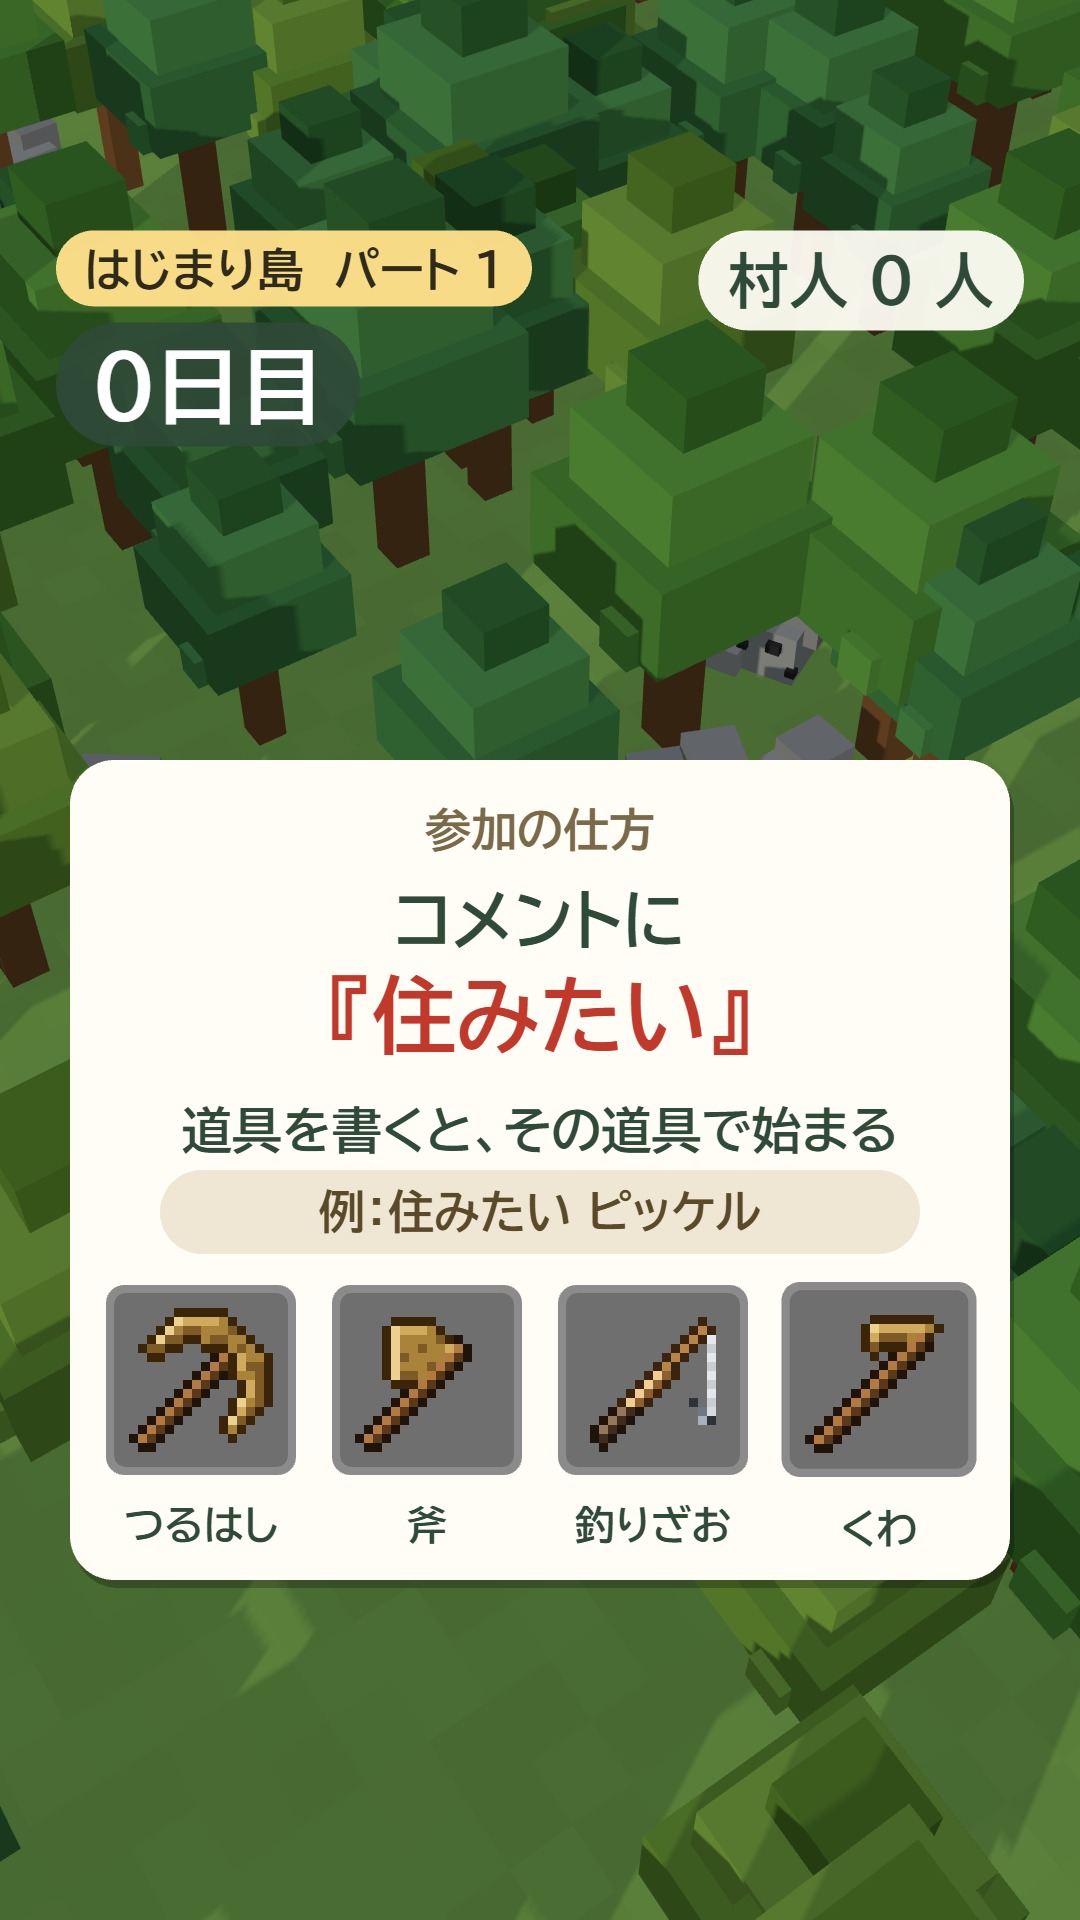 はじまり島 パート1
村人 0 人
0日目
参加の仕方
コメントに
『住みたい』
道具を書くと、その道具で始まる
例：住みたい ピッケル
つるはし
斧
釣りざお
くわ